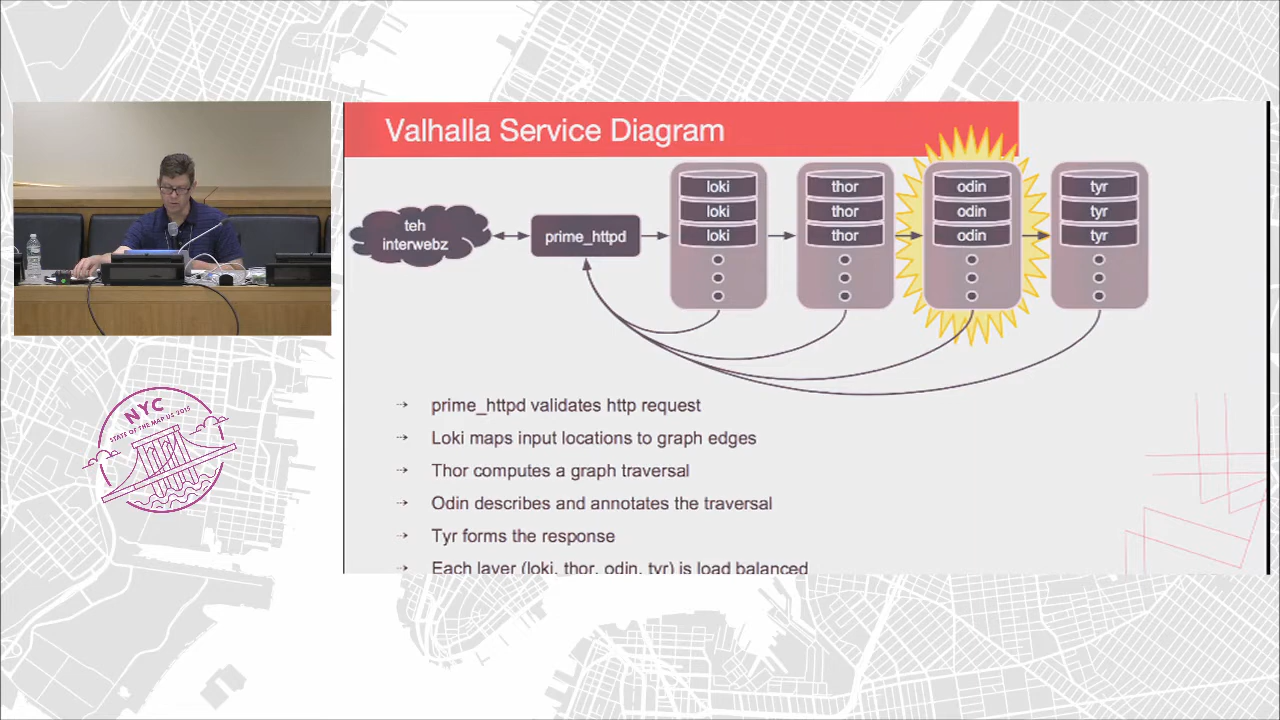 Valhalla Service Diagram
teh
interwebz
prime_httpd
loki
loki
loki
thor
thor
thor
odin
odin
odin
tyr
tyr
tyr
prime_httpd validates http request
Loki maps input locations to graph edges
Thor computes a graph traversal
Odin describes and annotates the traversal
Tyr forms the response
Each layer (loki, thor, odin, tyr) is load balanced
NYC
STATE OF THE MAP US 2015